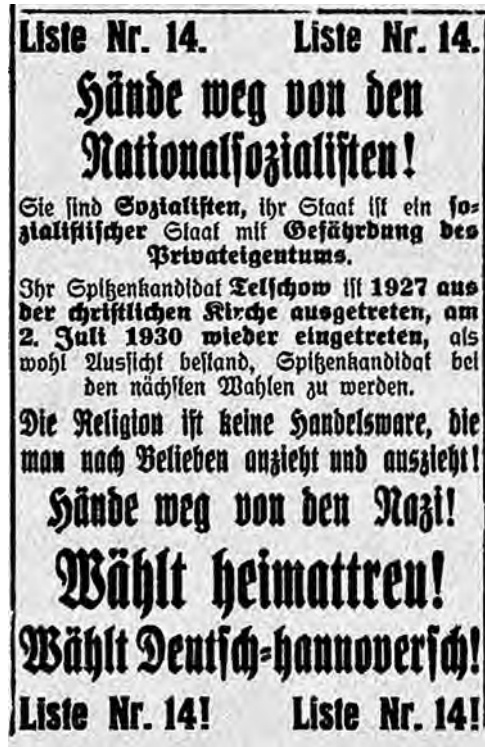 Liste Nr. 14. Liste Nr. 14.
Hände weg von den
Nationalsozialisten!
Sie sind Sozialisten, ihr Staat ist ein so=
zialistischer Staat mit Gefährdung des
Privateigentums.
Ihr Spitzenkandidat Telschow ist 1927 aus
der christlichen Kirche ausgetreten, am
2. Juli 1930 wieder eingetreten, als
wohl Aussicht bestand, Spitzenkandidat bei
den nächsten Wahlen zu werden.
Die Religion ist keine Handelsware, die
man nach Belieben anzieht und auszieht!
Hände weg von den Nazi!
Wählt heimattreu!
Wählt Deutsch=hannoversch!
Liste Nr. 14! Liste Nr. 14!